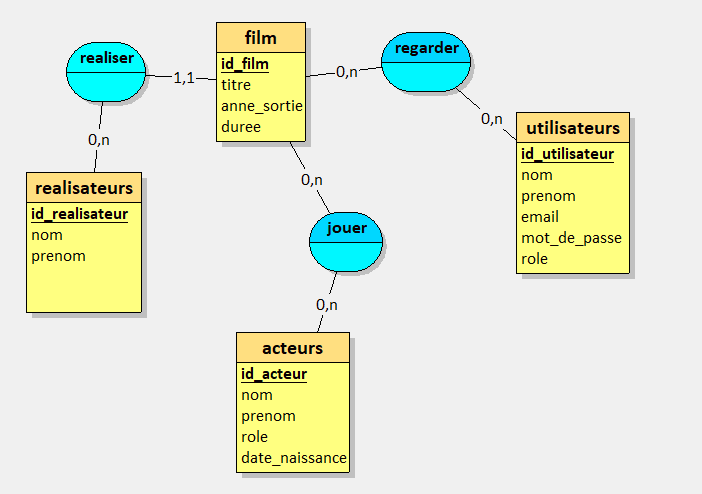 realiser
0,n
1,1
realisateurs
id_realisateur
nom
prenom
film
id_film
titre
anne_sortie
duree
0,n
regarder
0,n
utilisateurs
id_utilisateur
nom
prenom
email
mot_de_passe
role
0,n
jouer
0,n
acteurs
id_acteur
nom
prenom
role
date_naissance